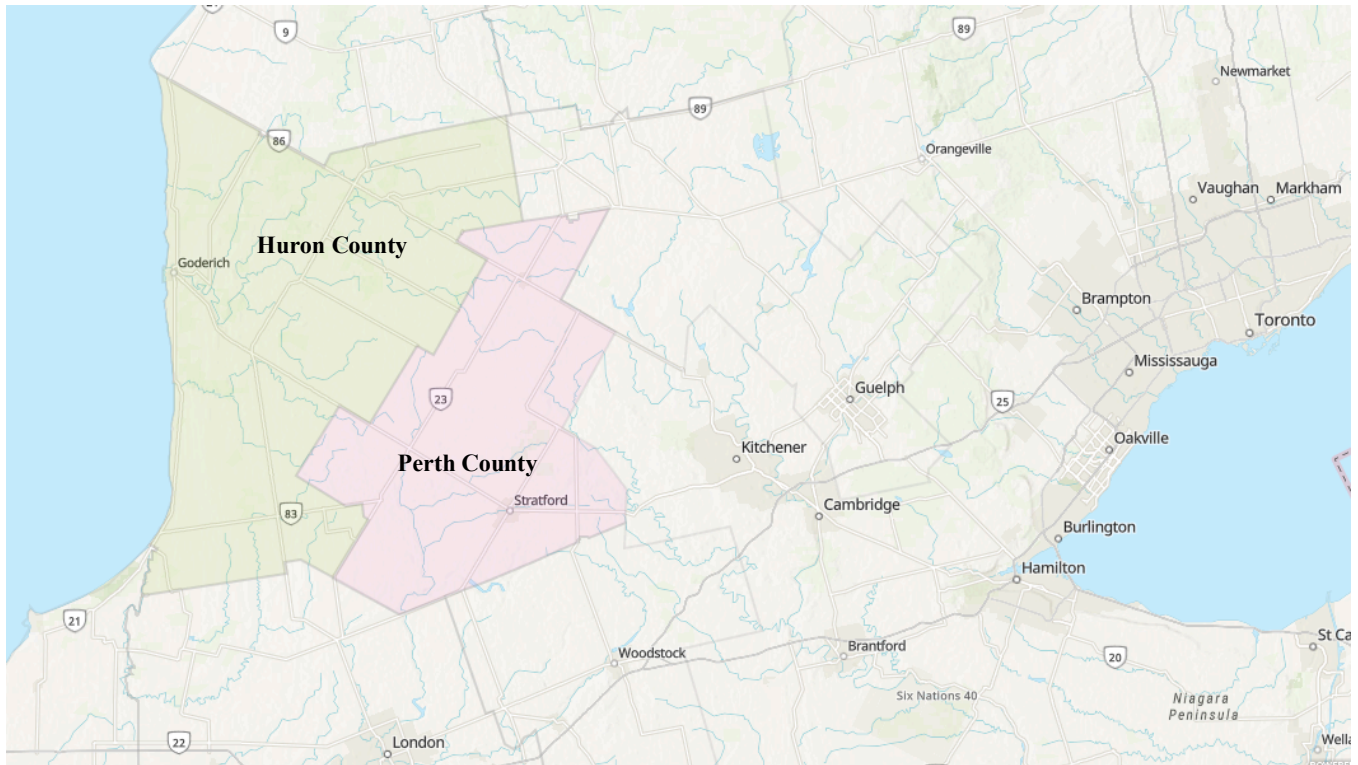 21
9
89
Newmarket
89
86
Orangeville
Vaughan
Markham
Huron County
Goderich
Brampton
Toronto
Mississauga
23
Guelph
25
Oakville
Kitchener
Perth County
Stratford
83
Cambridge
Burlington
Hamilton
21
St Ca
Woodstock
Brantford
20
Six Nations 40
Niagara
Peninsula
22
London
Wella